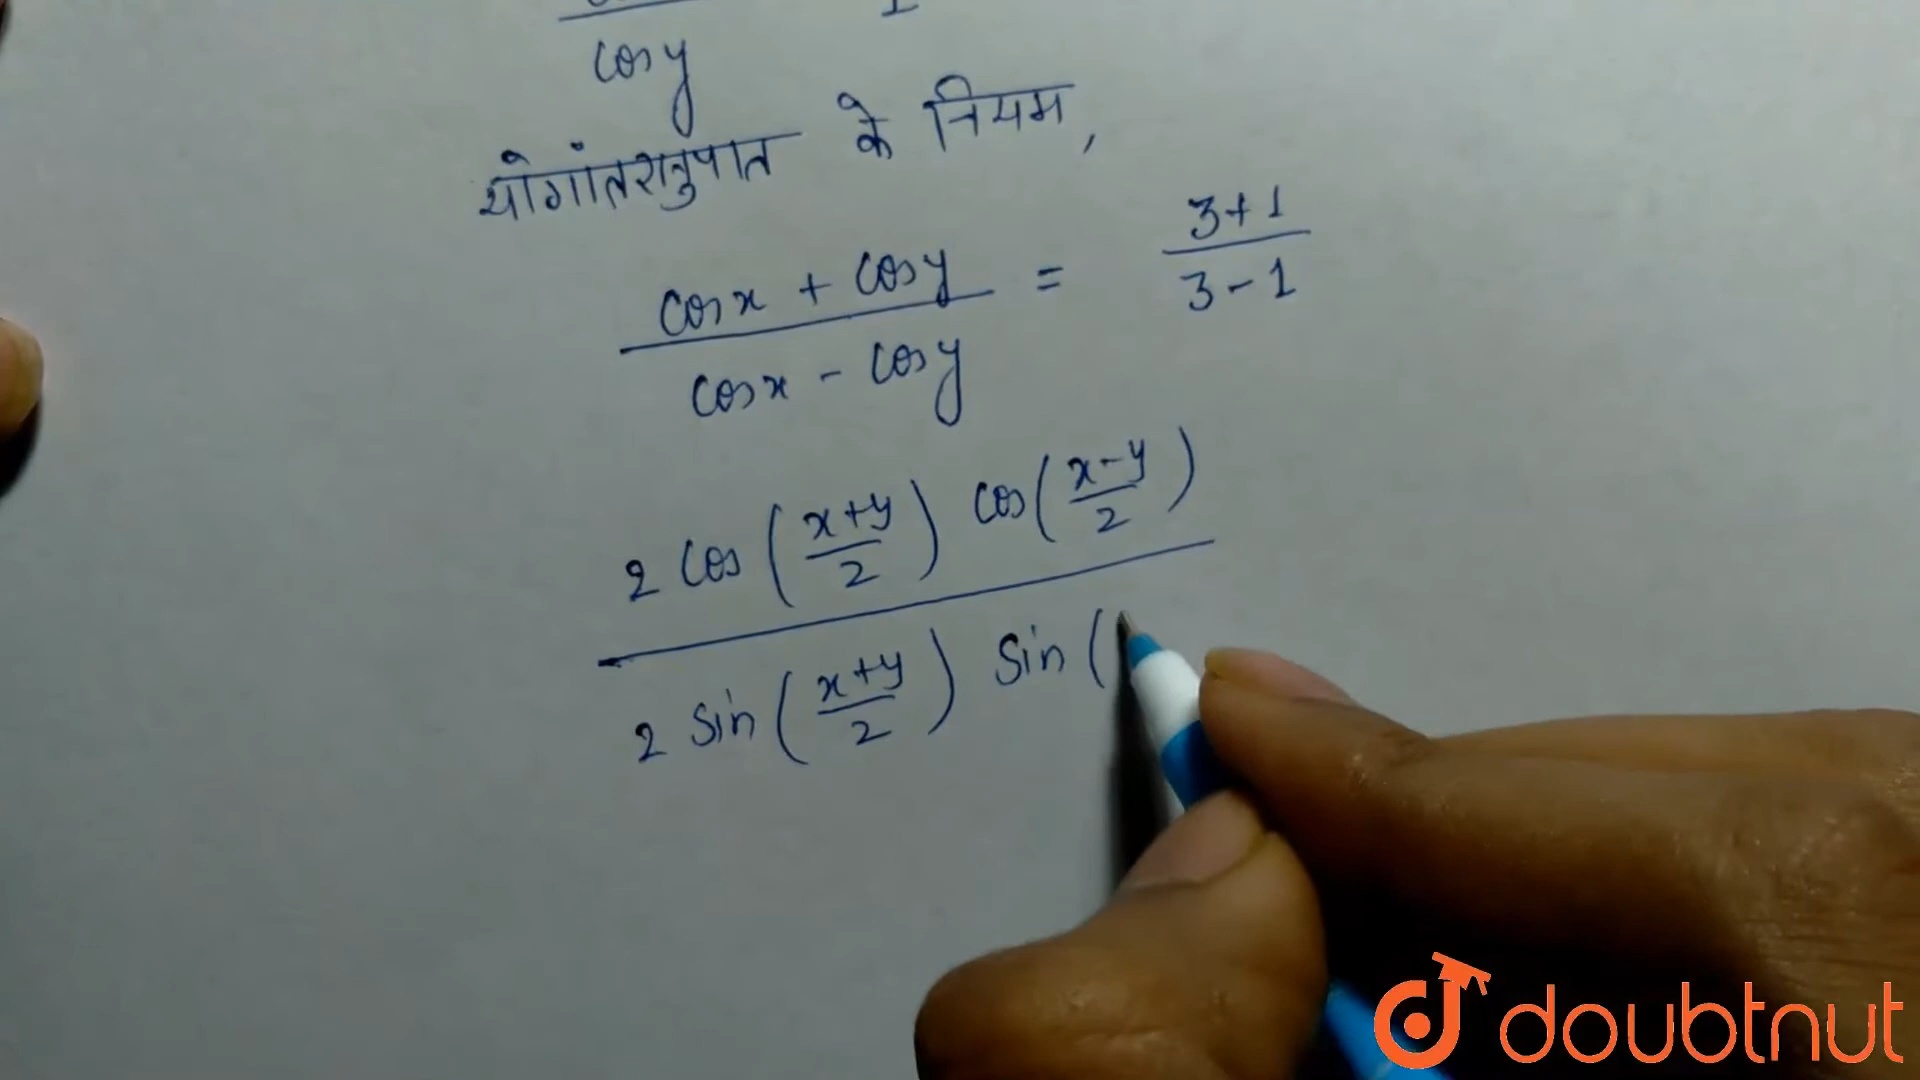 cos y
योगांतरानुपात के नियम,
cos x + cos y = 3+1
cos x - cos y 3-1
2 cos (x+y/2) cos (x-y/2)
2 sin (x+y/2) sin (
doubtnut